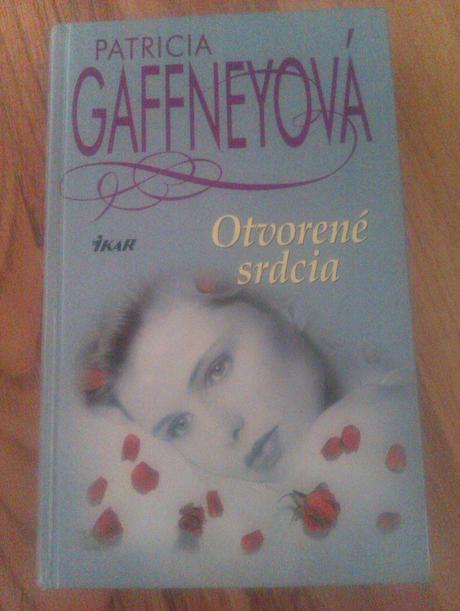 PATRICIA
GAFFNEYOVÁ
IKAR
Otvorené
srdcia